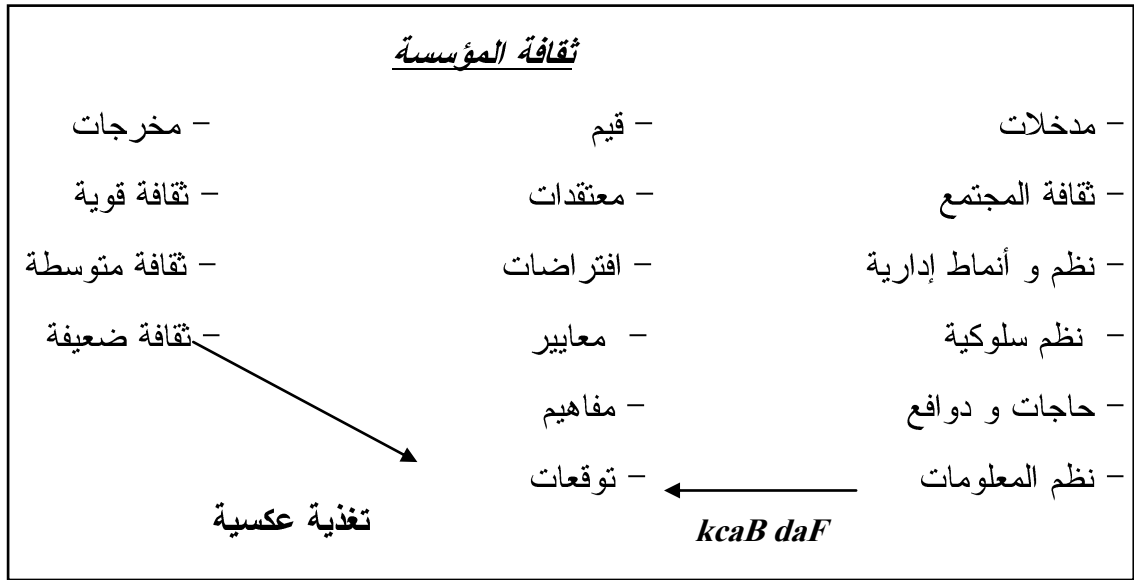 ثقافة المؤسسة
– مدخلات
– ثقافة المجتمع
– نظم و أنماط إدارية
– نظم سلوكية
– حاجات و دوافع
– نظم المعلومات
– قيم
– معتقدات
– افتراضات
– معايير
– مفاهيم
– توقعات
– مخرجات
– ثقافة قوية
– ثقافة متوسطة
– ثقافة ضعيفة
kcaB daF
تغذية عكسية